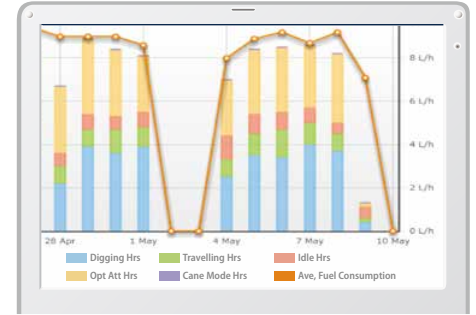 8 L/h
6 L/h
4 L/h
2 L/h
0 L/h
28 Apr 1 May 4 May 7 May 10 May
Digging Hrs Travelling Hrs Idle Hrs
Opt Att Hrs Cane Mode Hrs Ave, Fuel Consumption